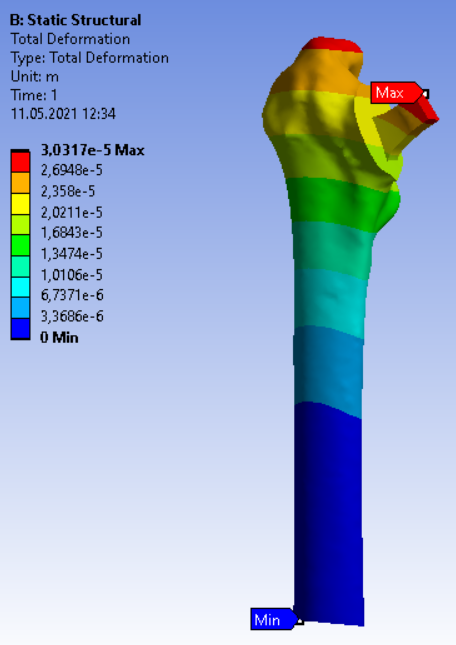 B: Static Structural
Total Deformation
Type: Total Deformation
Unit: m
Time: 1
11.05.2021 12:34
3,0317e-5 Max
2,6948e-5
2,358e-5
2,0211e-5
1,6843e-5
1,3474e-5
1,0106e-5
6,7371e-6
3,3686e-6
0 Min
Max
Min